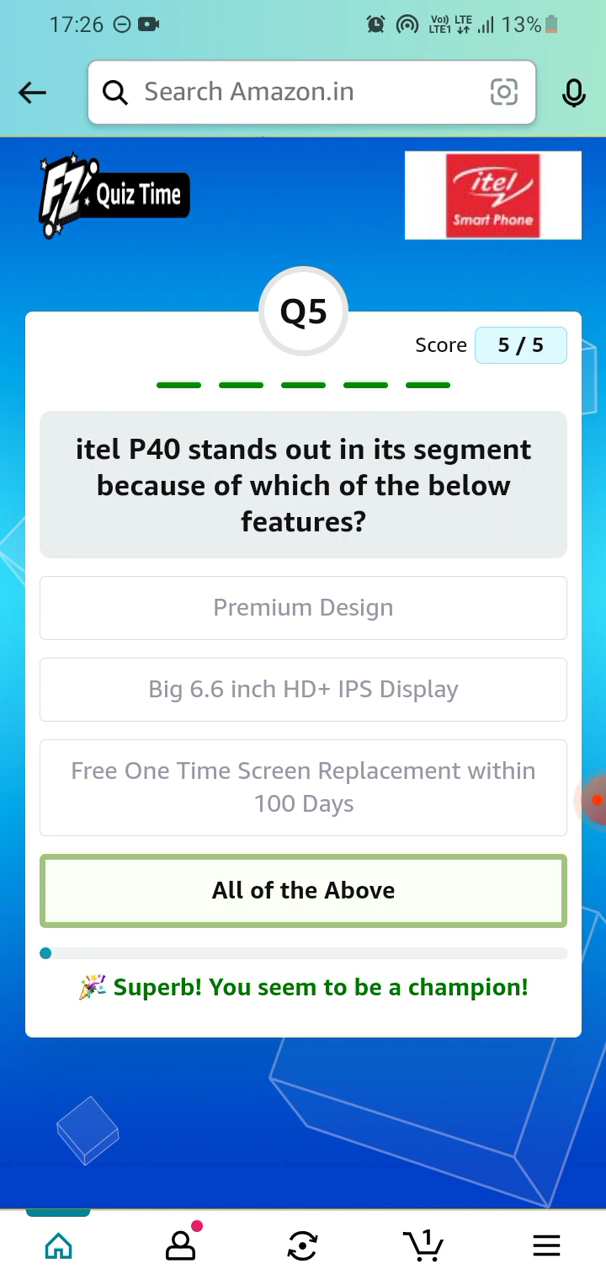 17:26
Vo)) LTE
LTE1
13%
Search Amazon.in
FZ Quiz Time
itel
Smart Phone
Q5
Score 5 / 5
itel P40 stands out in its segment
because of which of the below
features?
Premium Design
Big 6.6 inch HD+ IPS Display
Free One Time Screen Replacement within
100 Days
All of the Above
🎉 Superb! You seem to be a champion!
1